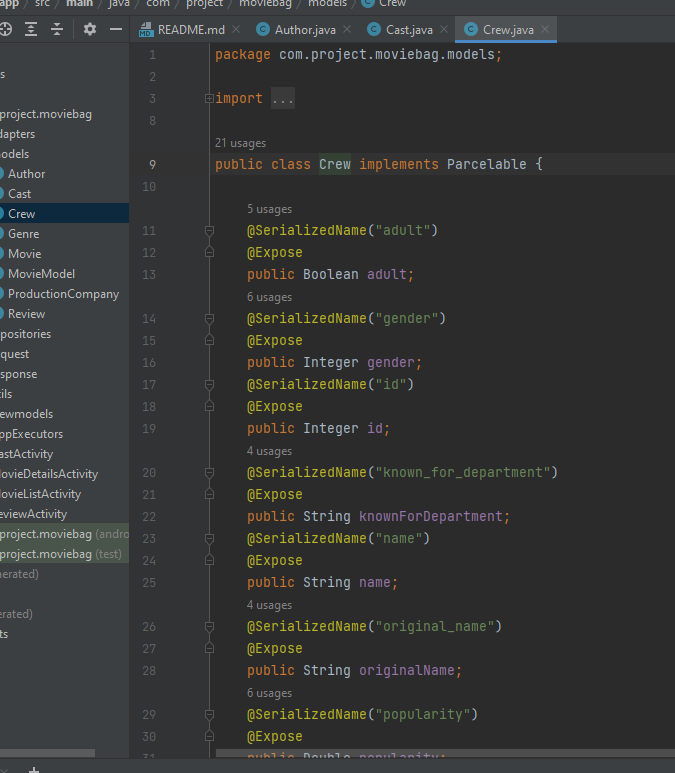 app / src / main / java / com / project / moviebag / models / Crew
README.md Author.java Cast.java Crew.java
project.moviebag
dapters
nodels
Author
Cast
Crew
Genre
Movie
MovieModel
ProductionCompany
Review
positories
quest
sponse
tils
ewmodels
ppExecutors
astActivity
MovieDetailsActivity
MovieListActivity
eviewActivity
project.moviebag (andro
project.moviebag (test)
nerated)
erated)
ts
1 package com.project.moviebag.models;
2
3 import ...
8
21 usages
9 public class Crew implements Parcelable {
10
5 usages
11 @SerializedName("adult")
12 @Expose
13 public Boolean adult;
6 usages
14 @SerializedName("gender")
15 @Expose
16 public Integer gender;
17 @SerializedName("id")
18 @Expose
19 public Integer id;
4 usages
20 @SerializedName("known_for_department")
21 @Expose
22 public String knownForDepartment;
23 @SerializedName("name")
24 @Expose
25 public String name;
4 usages
26 @SerializedName("original_name")
27 @Expose
28 public String originalName;
6 usages
29 @SerializedName("popularity")
30 @Expose
31 public Double popularity;